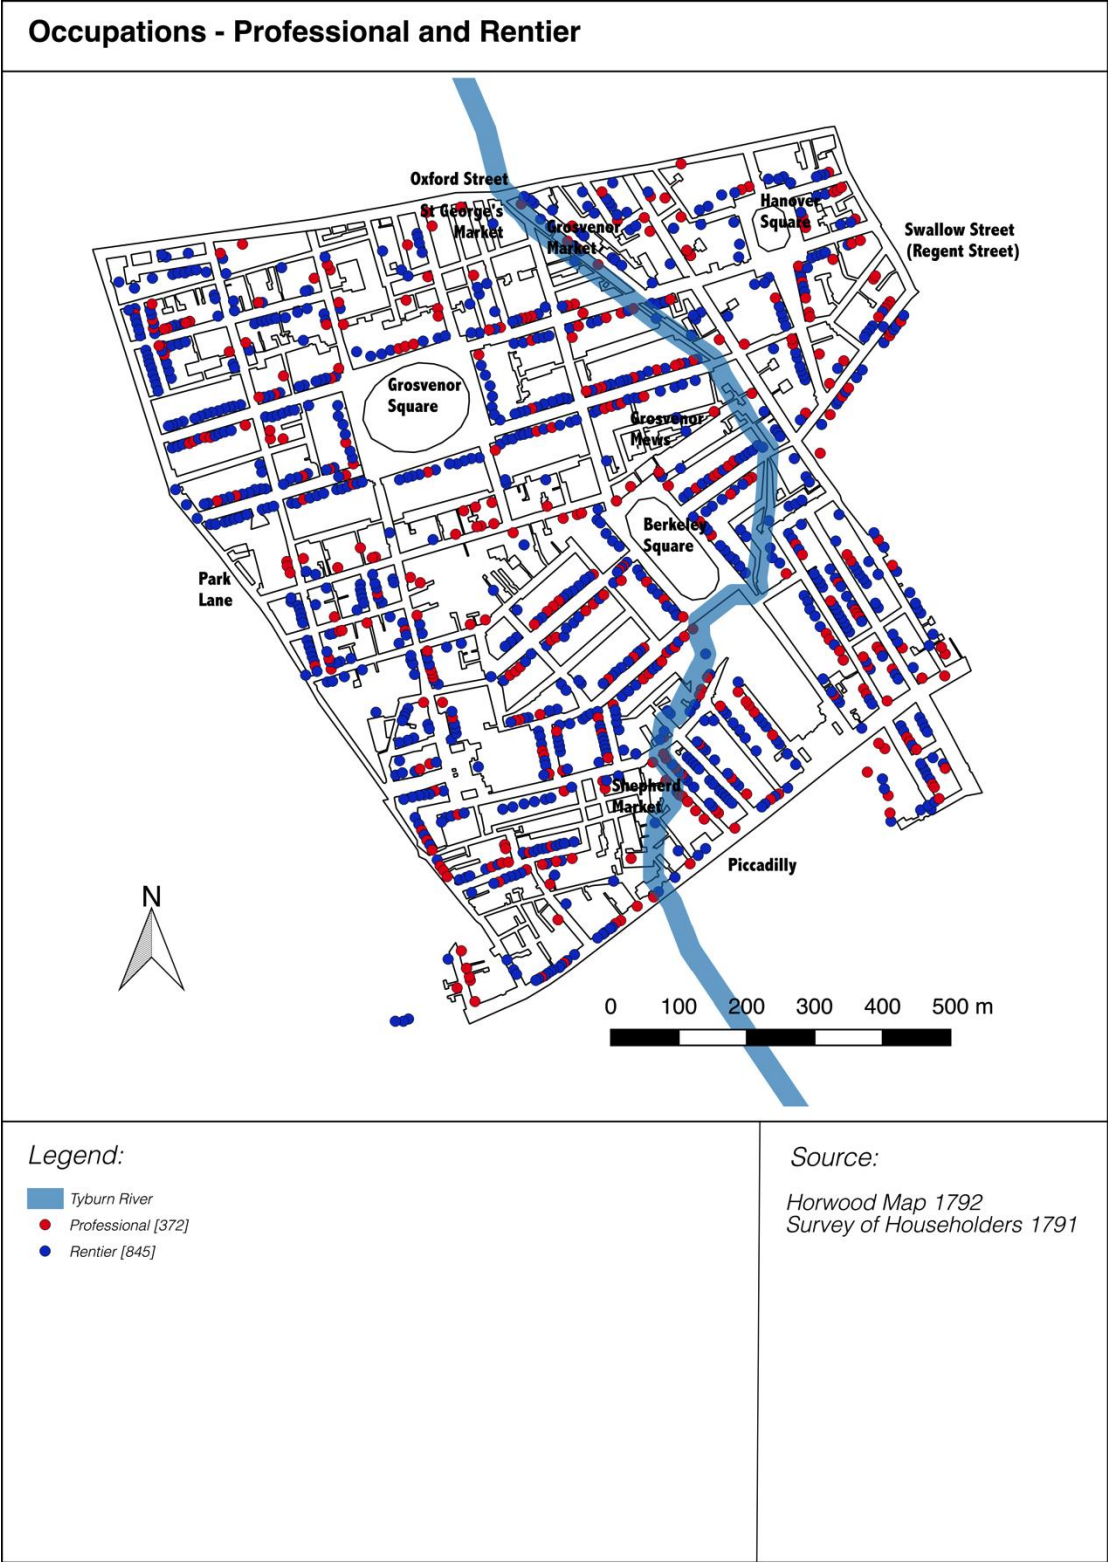 Occupations - Professional and Rentier
Oxford Street
St George's
Market
Grosvenor
Market
Hanover
Square
Swallow Street
(Regent Street)
Grosvenor
Square
Grosvenor
Mews
Berkeley
Square
Park
Lane
Shepherd
Market
Piccadilly
N
0 100 200 300 400 500 m
Legend:
Tyburn River
Professional [372]
Rentier [845]
Source:
Horwood Map 1792
Survey of Householders 1791